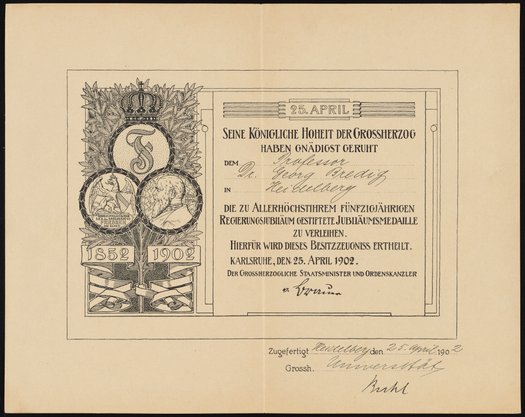 25. APRIL
SEINE KÖNIGLICHE HOHEIT DER GROSSHERZOG
HABEN GNÄDIGST GERUHT
DEM Professor
Dr. Georg Bredig
IN Heidelberg
DIE ZU ALLERHÖCHSTIHREM FÜNFZIGJÄHRIGEN
REGIERUNGSJUBILÄUM GESTIFTETE JUBILÄUMSMEDAILLE
ZU VERLEIHEN.
HIERFÜR WIRD DIESES BESITZZEUGNISS ERTHEILT.
KARLSRUHE, DEN 25. APRIL 1902.
DER GROSSHERZOGLICHE STAATSMINISTER UND ORDENSKANZLER
v. Brauer
F
1852 1902
Zugefertigt Heidelberg den 25 April 1902
Grossh. Universität